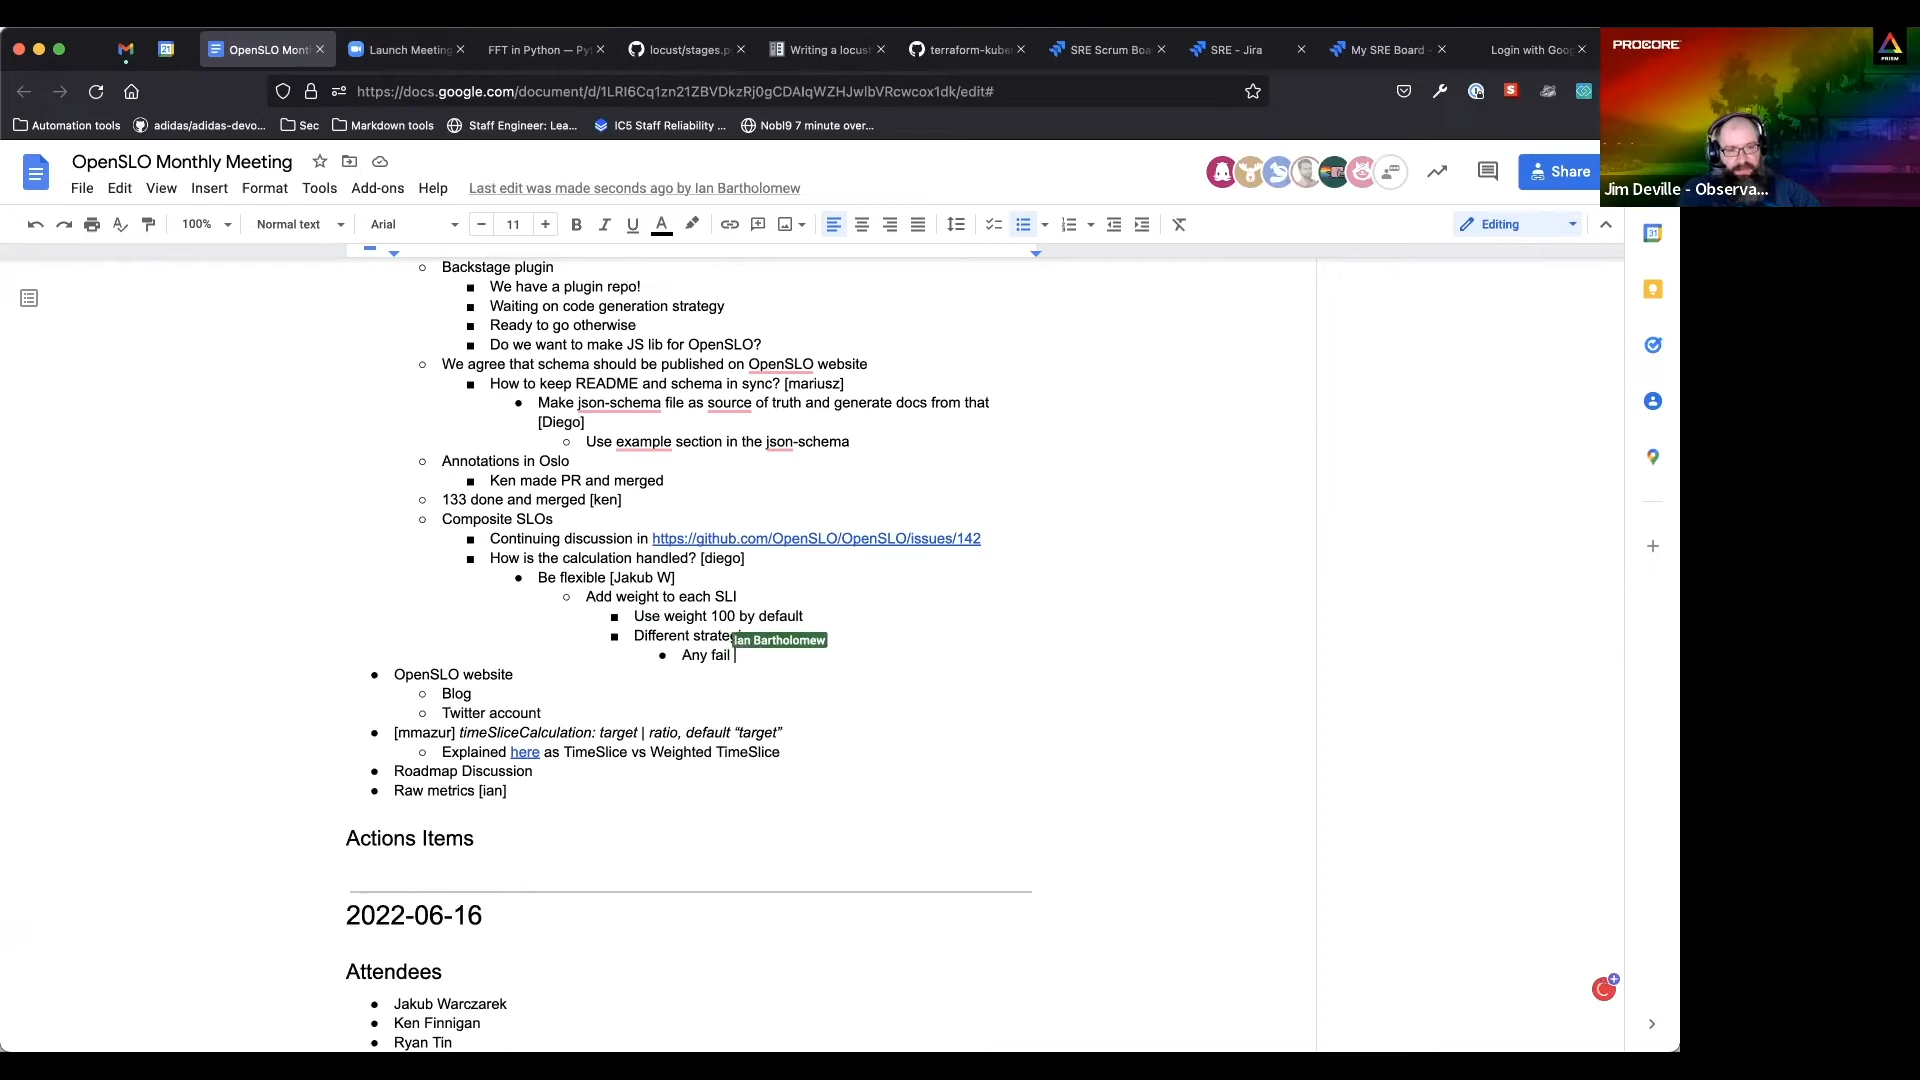 OpenSLO Mont
Launch Meeting
FFT in Python — Pyt
locust/stages.p
Writing a locust
terraform-kube
SRE Scrum Boa
SRE - Jira
My SRE Board -
Login with Goo
PROCORE
PRISM
https://docs.google.com/document/d/1LRI6Cq1zn21ZBVDkzRj0gCDAIqWZHJwlbVRcwcox1dk/edit#
Automation tools
adidas/adidas-devo...
Sec
Markdown tools
Staff Engineer: Lea...
IC5 Staff Reliability ...
Nobl9 7 minute over...
Jim Deville - Observa...
OpenSLO Monthly Meeting
Share
File Edit View Insert Format Tools Add-ons Help
Last edit was made seconds ago by Ian Bartholomew
100% Normal text Arial 11 Editing
Backstage plugin
We have a plugin repo!
Waiting on code generation strategy
Ready to go otherwise
Do we want to make JS lib for OpenSLO?
We agree that schema should be published on OpenSLO website
How to keep README and schema in sync? [mariusz]
Make json-schema file as source of truth and generate docs from that
[Diego]
Use example section in the json-schema
Annotations in Oslo
Ken made PR and merged
133 done and merged [ken]
Composite SLOs
Continuing discussion in https://github.com/OpenSLO/OpenSLO/issues/142
How is the calculation handled? [diego]
Be flexible [Jakub W]
Add weight to each SLI
Use weight 100 by default
Different strate
Ian Bartholomew
Any fail
OpenSLO website
Blog
Twitter account
[mmazur] timeSliceCalculation: target | ratio, default “target”
Explained here as TimeSlice vs Weighted TimeSlice
Roadmap Discussion
Raw metrics [ian]
Actions Items
2022-06-16
Attendees
Jakub Warczarek
Ken Finnigan
Ryan Tin